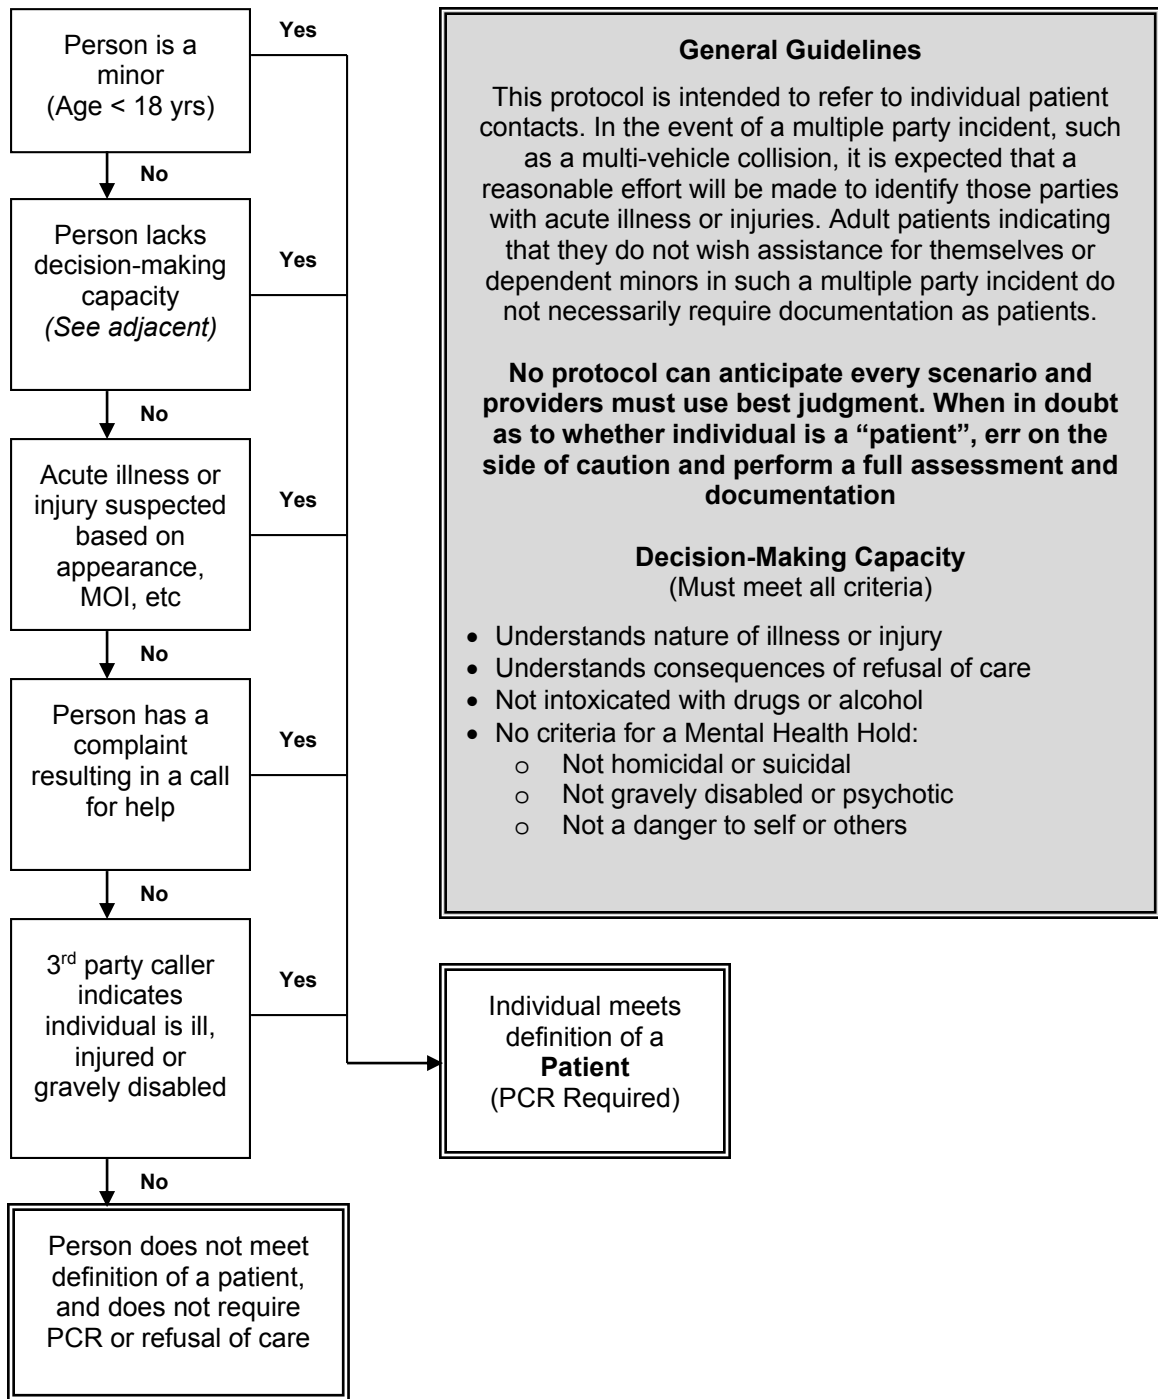 Person is a
minor
(Age < 18 yrs)
Yes
No
Person lacks
decision-making
capacity
(See adjacent)
Yes
No
Acute illness or
injury suspected
based on
appearance,
MOI, etc
Yes
No
Person has a
complaint
resulting in a call
for help
Yes
No
3rd party caller
indicates
individual is ill,
injured or
gravely disabled
Yes
No
Person does not meet
definition of a patient,
and does not require
PCR or refusal of care
Individual meets
definition of a
Patient
(PCR Required)
General Guidelines
This protocol is intended to refer to individual patient
contacts. In the event of a multiple party incident, such
as a multi-vehicle collision, it is expected that a
reasonable effort will be made to identify those parties
with acute illness or injuries. Adult patients indicating
that they do not wish assistance for themselves or
dependent minors in such a multiple party incident do
not necessarily require documentation as patients.
No protocol can anticipate every scenario and
providers must use best judgment. When in doubt
as to whether individual is a “patient”, err on the
side of caution and perform a full assessment and
documentation
Decision-Making Capacity
(Must meet all criteria)
• Understands nature of illness or injury
• Understands consequences of refusal of care
• Not intoxicated with drugs or alcohol
• No criteria for a Mental Health Hold:
o Not homicidal or suicidal
o Not gravely disabled or psychotic
o Not a danger to self or others